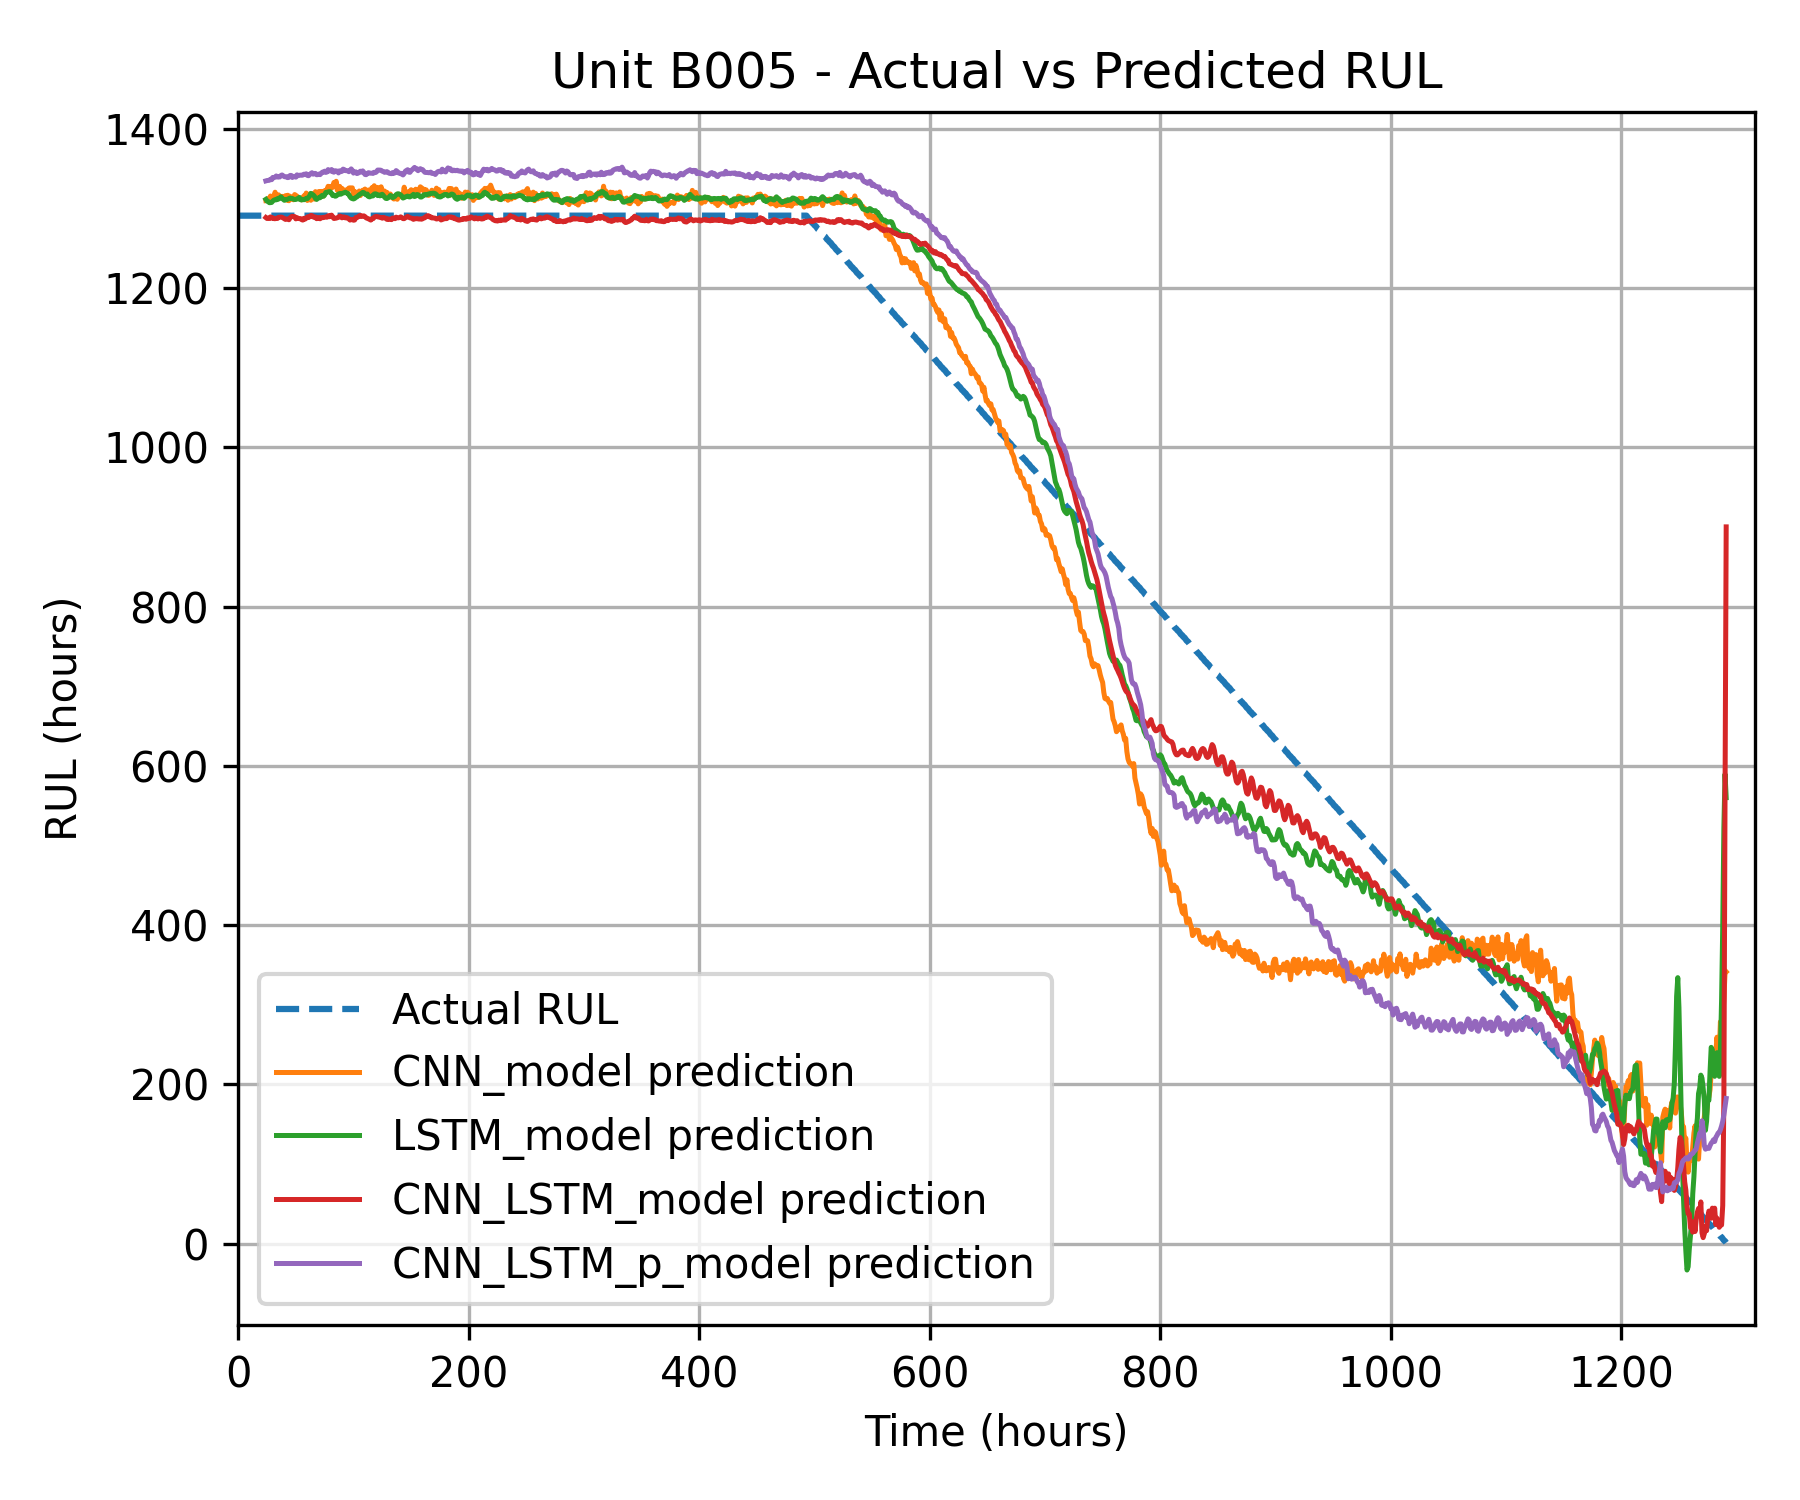 Unit B005 - Actual vs Predicted RUL
1400
1200
1000
800
600
400
200
0
RUL (hours)
Actual RUL
CNN_model prediction
LSTM_model prediction
CNN_LSTM_model prediction
CNN_LSTM_p_model prediction
0 200 400 600 800 1000 1200
Time (hours)